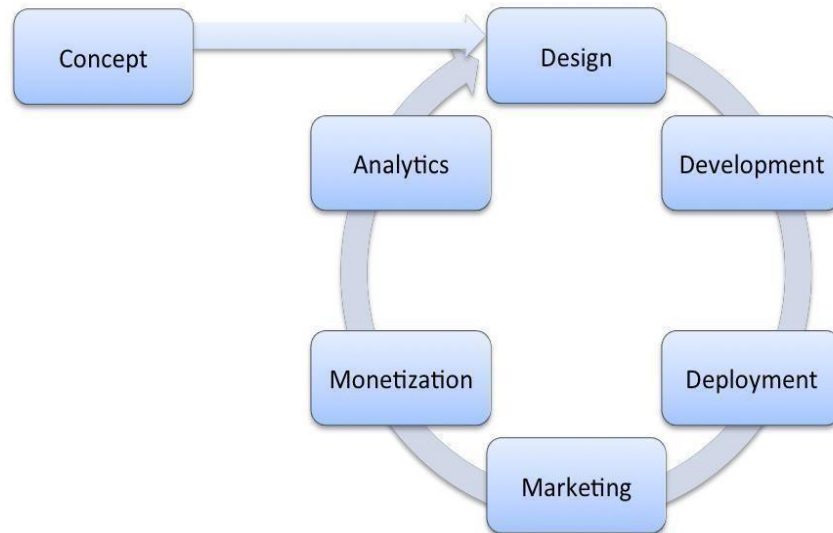 Concept
Design
Development
Deployment
Marketing
Monetization
Analytics